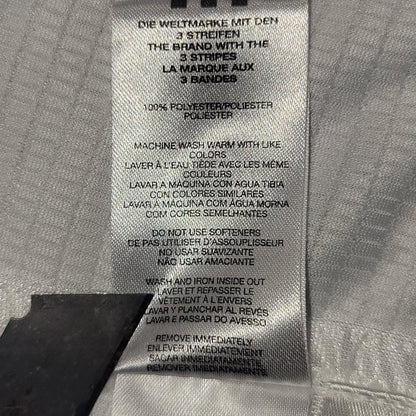 DIE WELTMARKE MIT DEN
3 STREIFEN
THE BRAND WITH THE
3 STRIPES
LA MARQUE AUX
3 BANDES
100% POLYESTER/POLIESTER
POLIÉSTER
MACHINE WASH WARM WITH LIKE
COLORS
LAVER À L'EAU TIÈDE AVEC LES MÊME
COULEURS
LAVAR A MÁQUINA CON AGUA TIBIA
CON COLORES SIMILARES
LAVAR A MÁQUINA COM ÁGUA MORNA
COM CORES SEMELHANTES
DO NOT USE SOFTENERS
DE PAS UTILISER D'ASSOUPLISSEUR
NO USAR SUAVIZANTE
NÃO USAR AMACIANTE
WASH AND IRON INSIDE OUT
LAVER ET REPASSER LE
VÊTEMENT À L'ENVERS
LAVAR Y PLANCHAR AL REVÉS
LAVAR E PASSAR DO AVESSO
REMOVE IMMEDIATELY
ENLEVER IMMÉDIATEMENT
SACAR INMEDIATAMENTE
REMOVER IMEDIATAMENTE